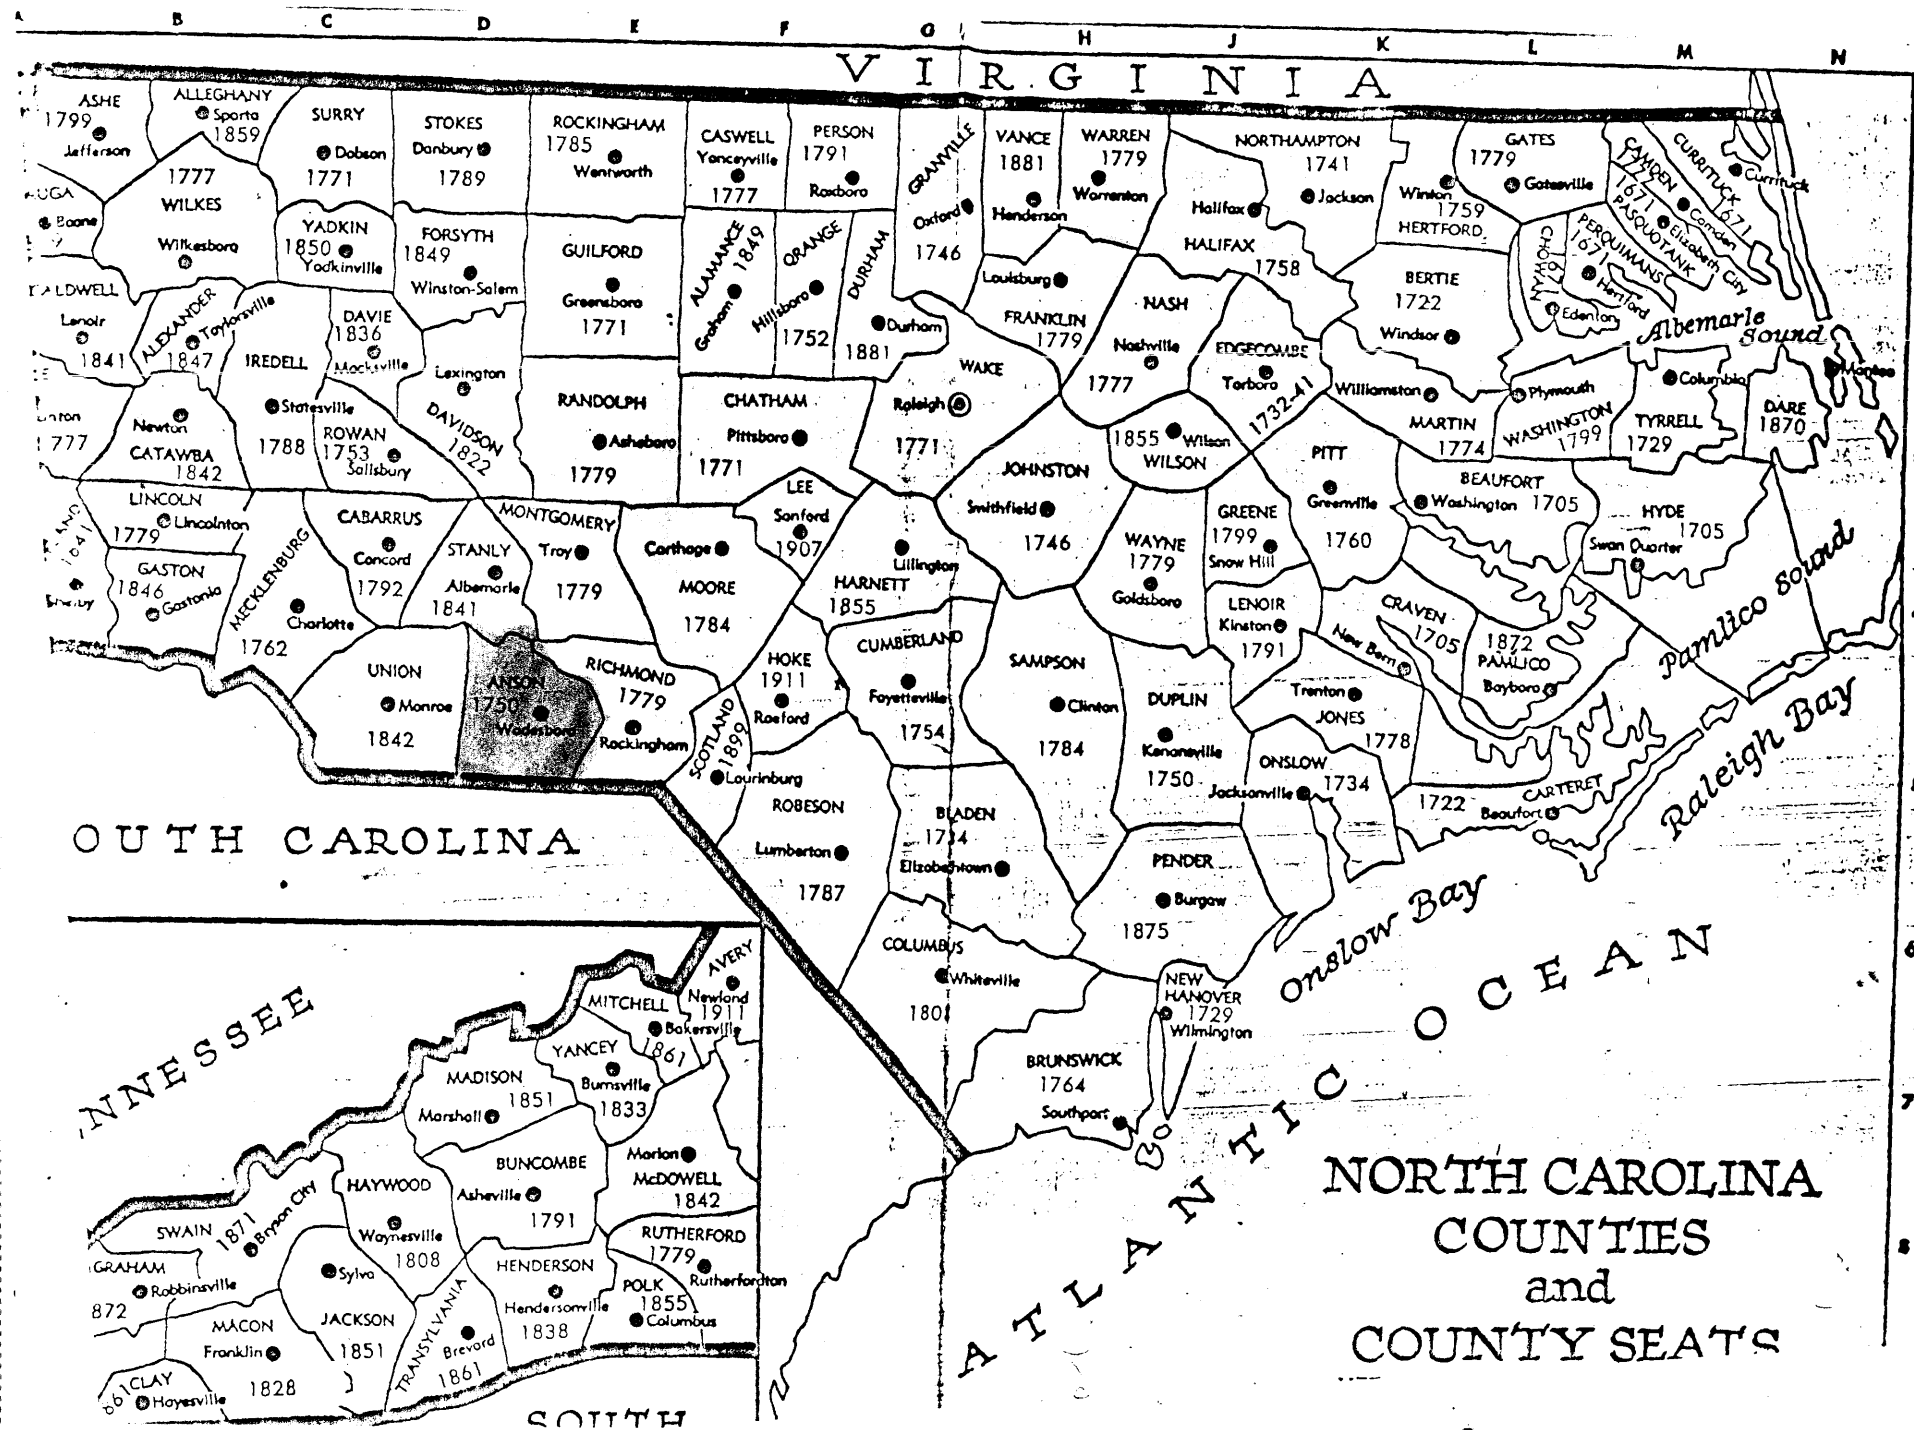 A B C D E F G H J K L M N
VIRGINIA
ASHE
1799
Jefferson
ALLEGHANY
Sparta
1859
SURRY
Dobson
1771
STOKES
Danbury
1789
ROCKINGHAM
1785
Wentworth
CASWELL
Yanceyville
1777
PERSON
1791
Roxboro
GRANVILLE
Oxford
1746
VANCE
1881
Henderson
WARREN
1779
Warrenton
NORTHAMPTON
1741
Jackson
Halifax
HALIFAX
1758
Winton
1759
HERTFORD
GATES
1779
Gatesville
CAMDEN
Camden
CURRITUCK
1671
Currituck
1671
PASQUOTANK
Elizabeth City
PERQUIMANS
1671
Hertford
CHOWAN
1671
Edenton
UGA
Boone
1777
WILKES
Wilkesboro
YADKIN
1850
Yadkinville
FORSYTH
1849
Winston-Salem
GUILFORD
Greensboro
1771
ALAMANCE
1849
Graham
ORANGE
Hillsboro
1752
DURHAM
Durham
1881
Louisburg
FRANKLIN
1779
NASH
Nashville
1777
EDGECOMBE
Tarboro
1732-41
BERTIE
1722
Windsor
Albemarle
Sound
ALDWELL
Lenoir
1841
ALEXANDER
Taylorsville
1847
IREDELL
Statesville
1788
DAVIE
1836
Mocksville
Lexington
DAVIDSON
1822
RANDOLPH
Asheboro
1779
CHATHAM
Pittsboro
1771
WAKE
Raleigh
1771
JOHNSTON
Smithfield
1746
1855
Wilson
WILSON
PITT
Greenville
1760
Williamston
MARTIN
1774
Plymouth
WASHINGTON
1799
Columbia
TYRRELL
1729
Manteo
DARE
1870
nton
1777
Newton
CATAWBA
1842
ROWAN
1753
Salisbury
LINCOLN
Lincolnton
1779
GASTON
1846
Gastonia
MECKLENBURG
Charlotte
1762
CABARRUS
Concord
1792
STANLY
Albemarle
1841
MONTGOMERY
Troy
1779
Carthage
MOORE
1784
LEE
Sanford
1907
Lillington
HARNETT
1855
WAYNE
1779
Goldsboro
GREENE
1799
Snow Hill
LENOIR
Kinston
1791
BEAUFORT
Washington 1705
HYDE
1705
Swan Quarter
Pamlico Sound
CRAVEN
1705
New Bern
1872
PAMLICO
Bayboro
UNION
Monroe
1842
ANSON
1750
Wadesboro
RICHMOND
1779
Rockingham
SCOTLAND
1899
Laurinburg
HOKE
1911
Raeford
CUMBERLAND
Fayetteville
1754
SAMPSON
Clinton
1784
DUPLIN
Kenansville
1750
Trenton
JONES
1778
ONSLOW
1734
Jacksonville
CARTERET
1722
Beaufort
Raleigh Bay
OUTH CAROLINA
ROBESON
Lumberton
1787
BLADEN
Elizabethtown
PENDER
Burgaw
1875
Onslow Bay
COLUMBUS
Whiteville
NEW
HANOVER
1729
Wilmington
BRUNSWICK
1764
Southport
ATLANTIC OCEAN
NNESSEE
AVERY
Newland
1911
MITCHELL
Bakersville
1861
YANCEY
Burnsville
1833
MADISON
1851
Marshall
BUNCOMBE
Asheville
1791
Marion
McDOWELL
1842
HAYWOOD
Waynesville
1808
SWAIN
1871
Bryson City
GRAHAM
Robbinsville
872
Sylva
JACKSON
1851
MACON
Franklin
1828
CLAY
Hayesville
TRANSYLVANIA
Brevard
1861
HENDERSON
Hendersonville
1838
RUTHERFORD
1779
Rutherfordton
POLK
1855
Columbus
SOUTH
6
7
8
NORTH CAROLINA
COUNTIES
and
COUNTY SEATS